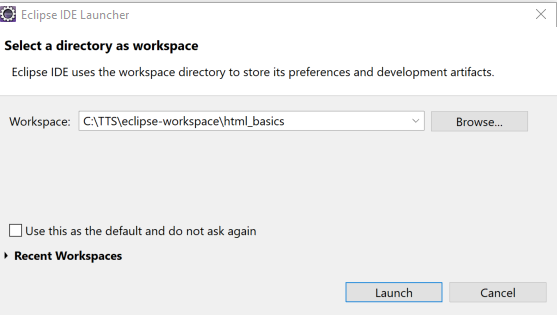 Eclipse IDE Launcher
Select a directory as workspace
Eclipse IDE uses the workspace directory to store its preferences and development artifacts.
Workspace: C:\TTS\eclipse-workspace\html_basics Browse...
Use this as the default and do not ask again
Recent Workspaces
Launch Cancel